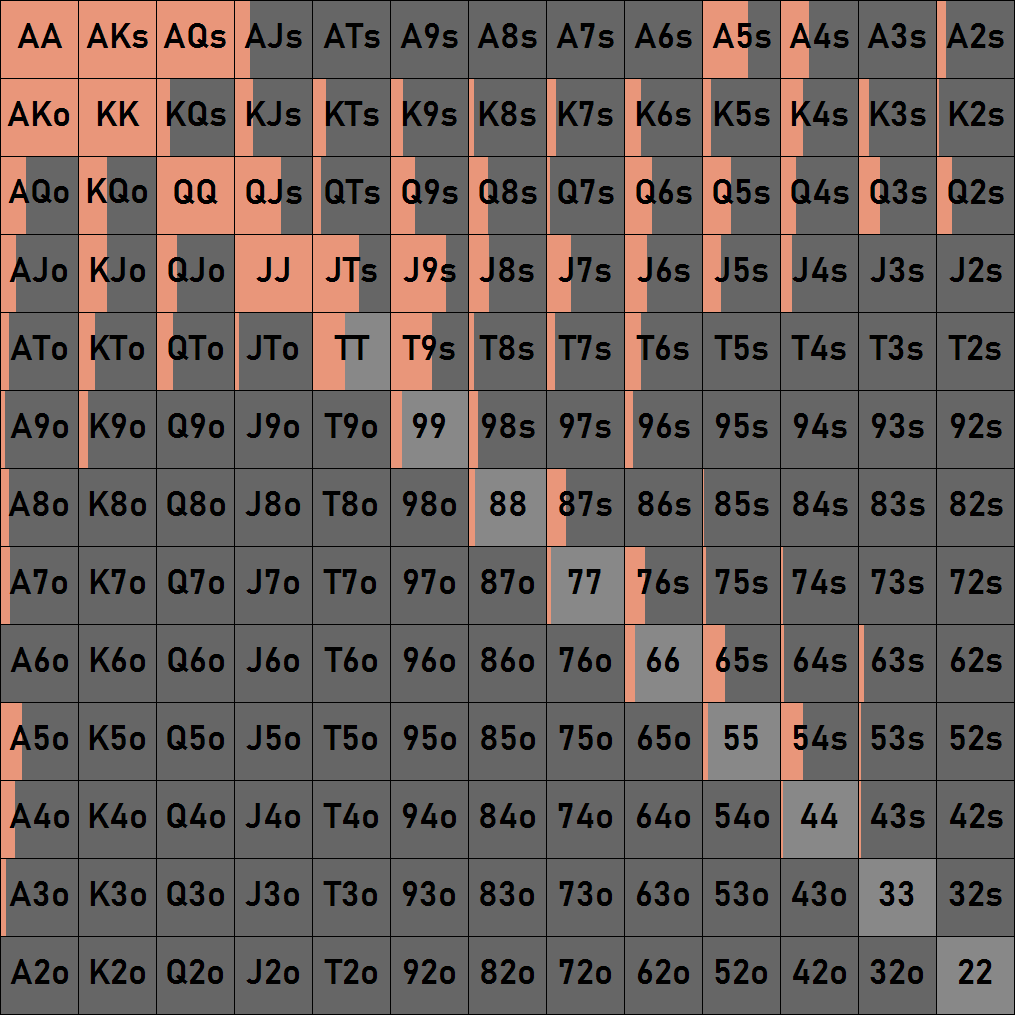 AA AKs AQs AJs ATs A9s A8s A7s A6s A5s A4s A3s A2s
AKo KK KQs KJs KTs K9s K8s K7s K6s K5s K4s K3s K2s
AQo KQo QQ QJs QTs Q9s Q8s Q7s Q6s Q5s Q4s Q3s Q2s
AJo KJo QJo JJ JTs J9s J8s J7s J6s J5s J4s J3s J2s
ATo KTo QTo JTo TT T9s T8s T7s T6s T5s T4s T3s T2s
A9o K9o Q9o J9o T9o 99 98s 97s 96s 95s 94s 93s 92s
A8o K8o Q8o J8o T8o 98o 88 87s 86s 85s 84s 83s 82s
A7o K7o Q7o J7o T7o 97o 87o 77 76s 75s 74s 73s 72s
A6o K6o Q6o J6o T6o 96o 86o 76o 66 65s 64s 63s 62s
A5o K5o Q5o J5o T5o 95o 85o 75o 65o 55 54s 53s 52s
A4o K4o Q4o J4o T4o 94o 84o 74o 64o 54o 44 43s 42s
A3o K3o Q3o J3o T3o 93o 83o 73o 63o 53o 43o 33 32s
A2o K2o Q2o J2o T2o 92o 82o 72o 62o 52o 42o 32o 22